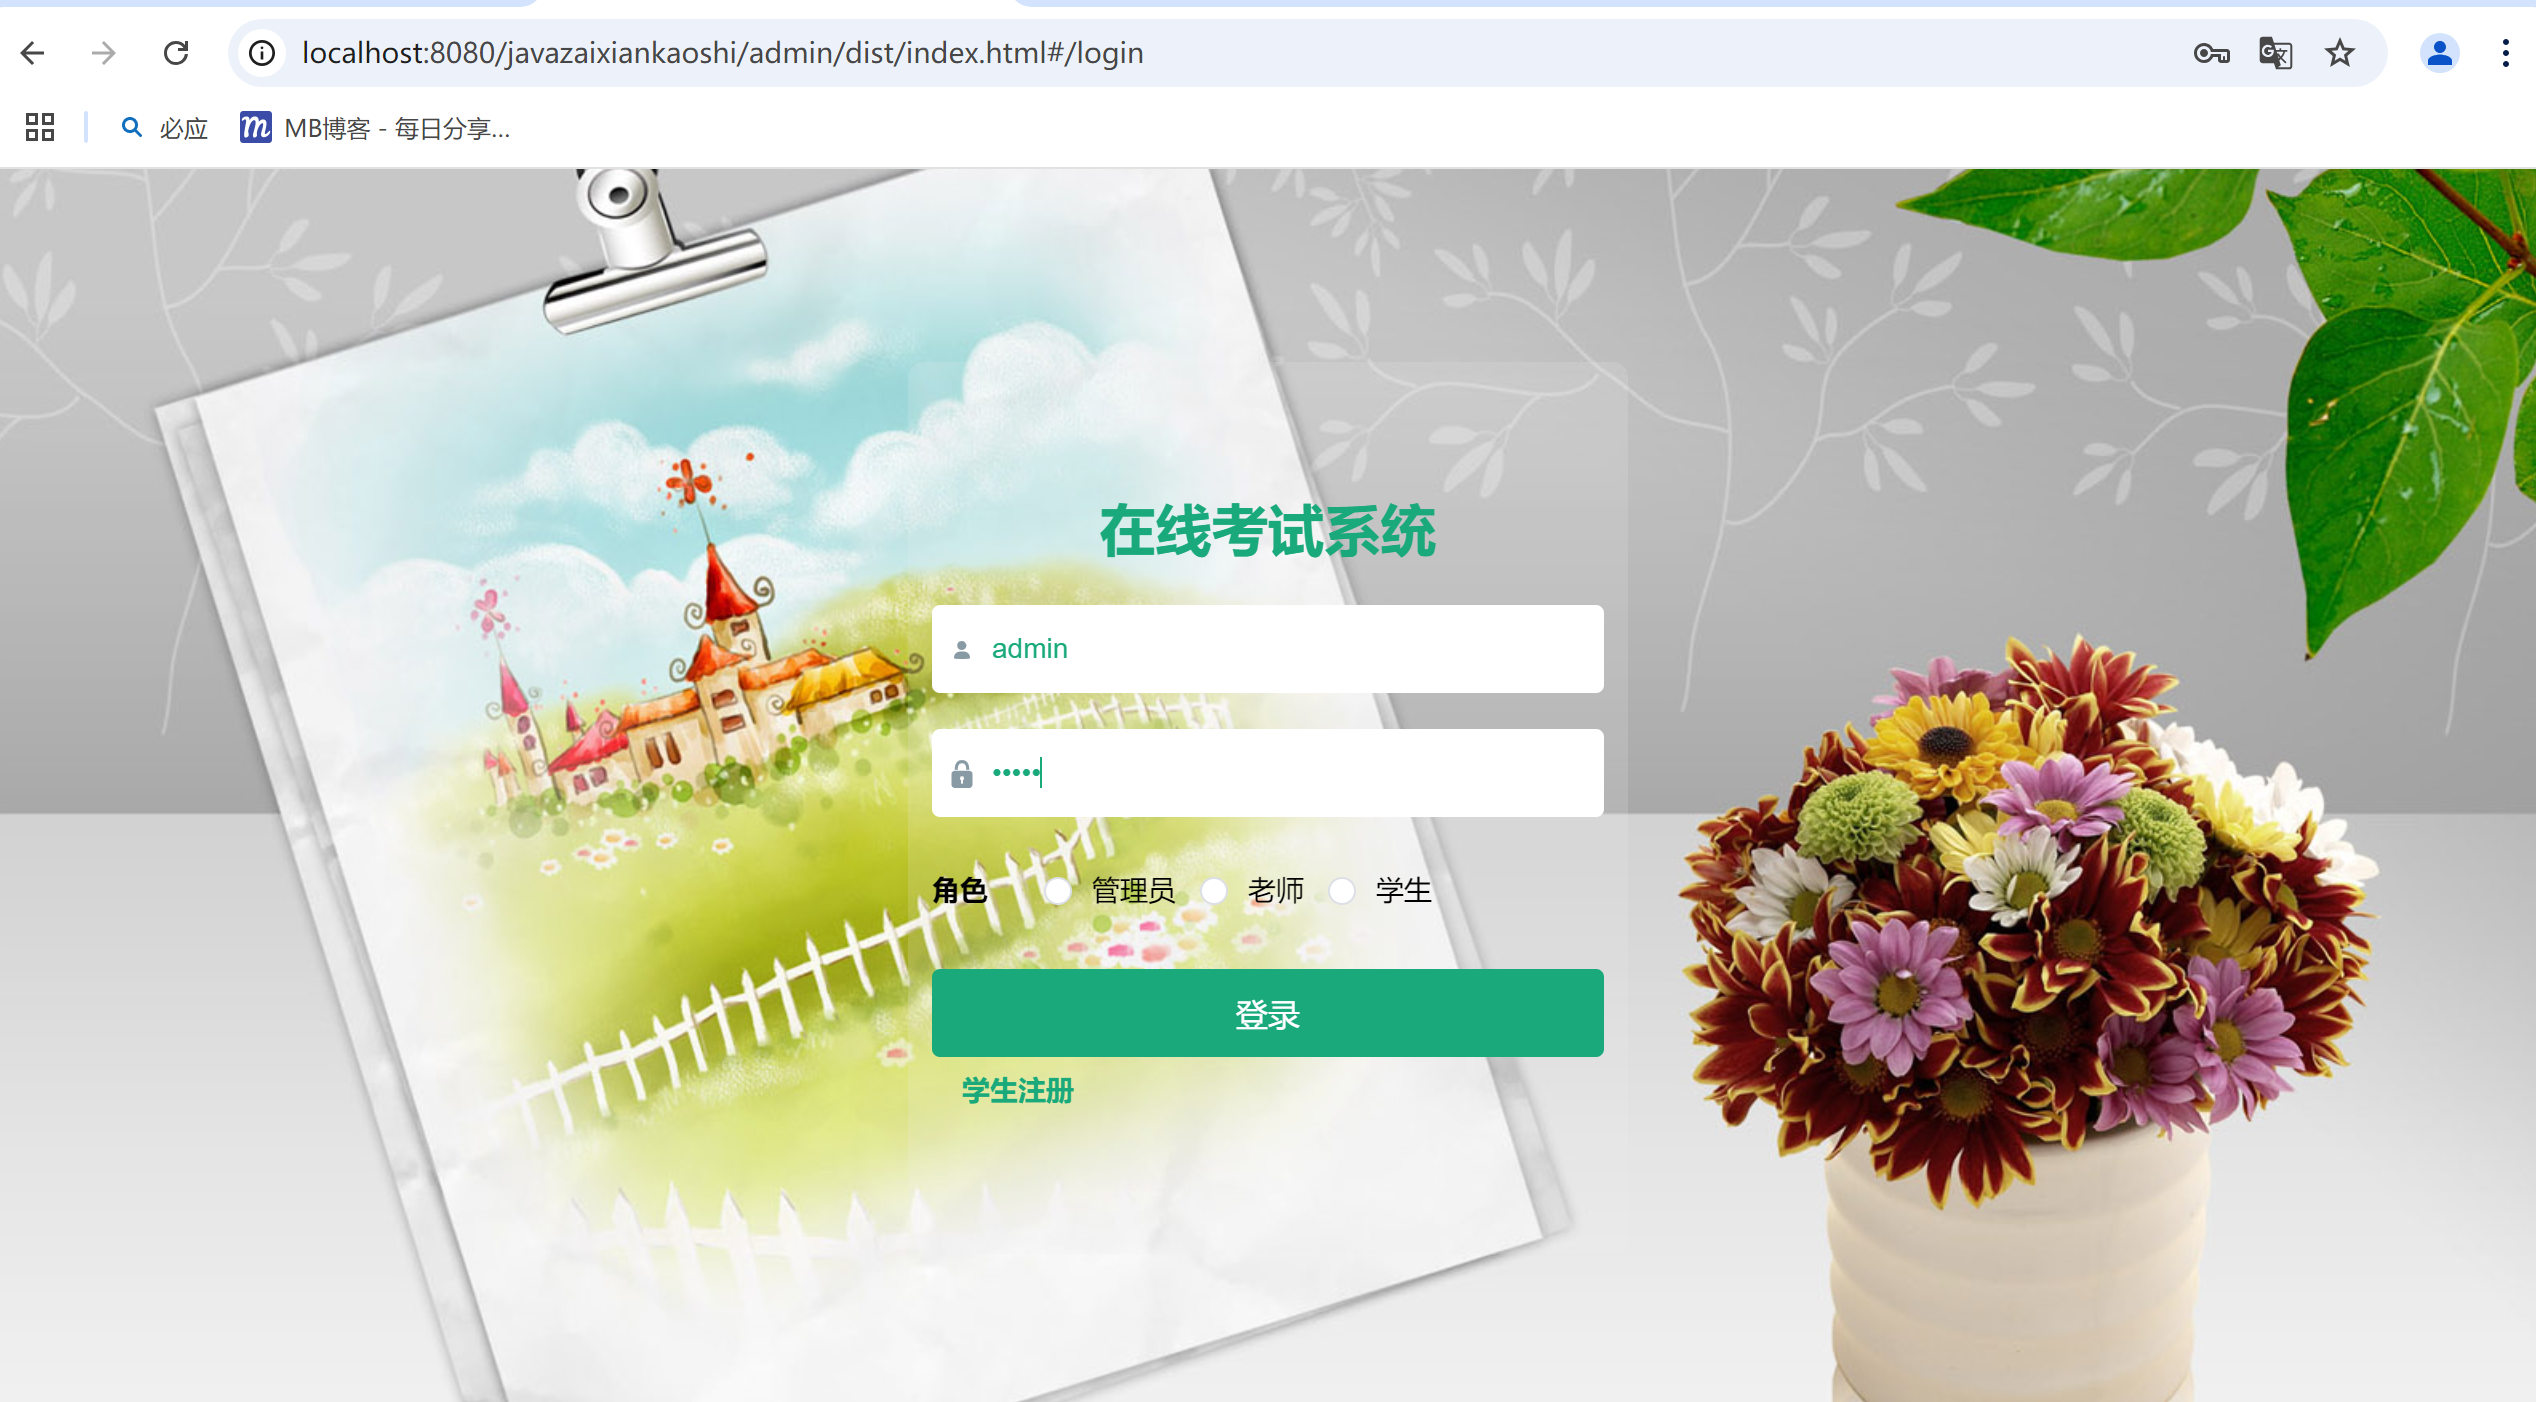 localhost:8080/javazaixiankaoshi/admin/dist/index.html#/login
必应 MB博客 - 每日分享...
在线考试系统
admin
•••••
角色 管理员 老师 学生
登录
学生注册